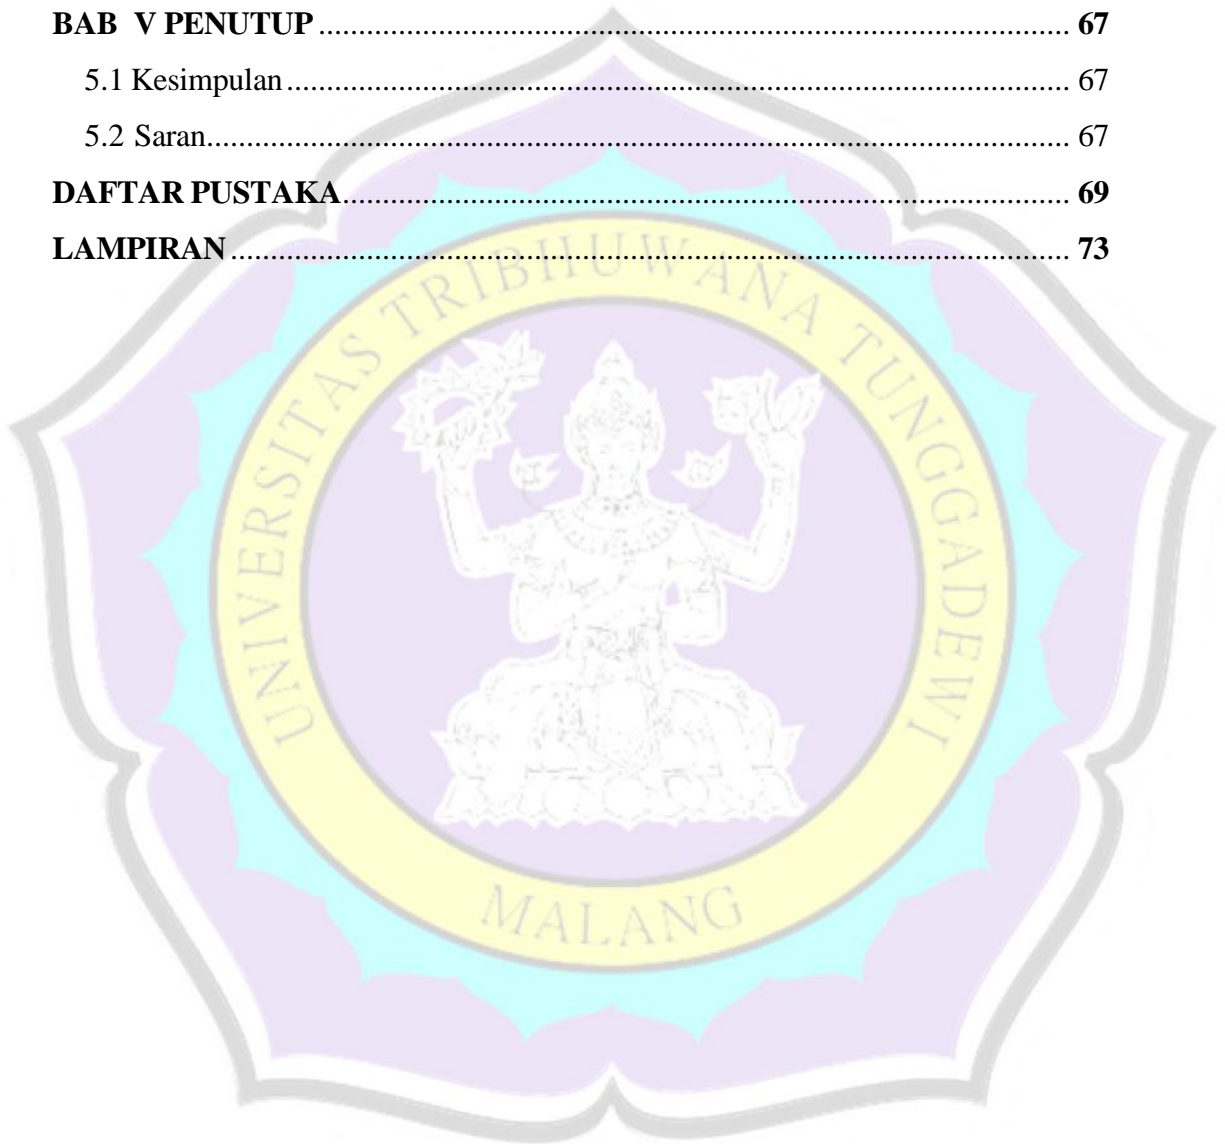 BAB V PENUTUP ........................................................................................ 67
5.1 Kesimpulan ........................................................................................ 67
5.2 Saran ........................................................................................ 67
DAFTAR PUSTAKA ........................................................................................ 69
LAMPIRAN ........................................................................................ 73
UNIVERSITAS TRIBHUWANA TUNGGADEWI
MALANG